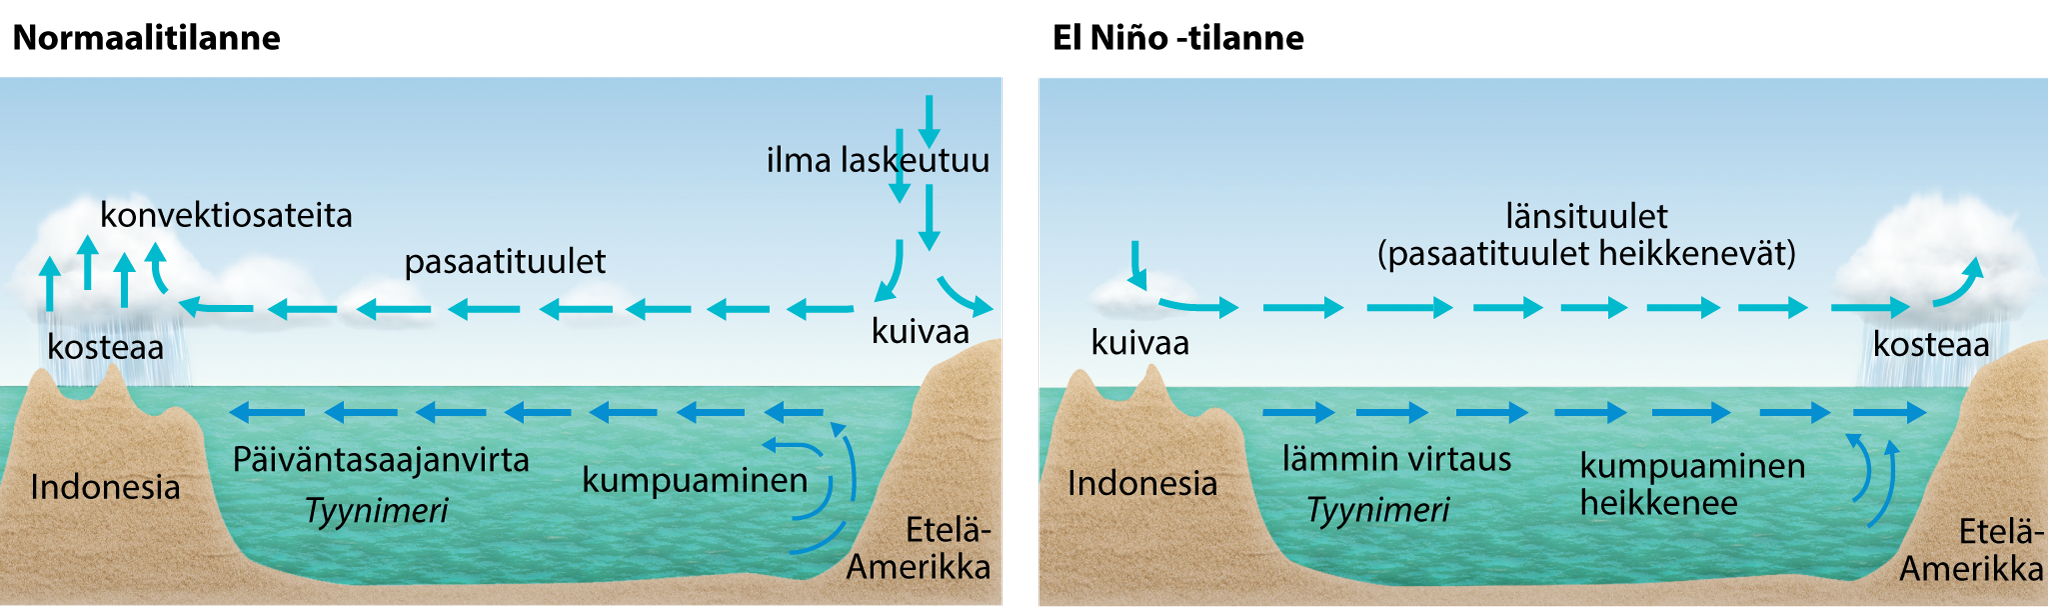 Normaalitilanne
ilma laskeutuu
konvektiosateita
pasaatituulet
kuivaa
kosteaa
Päiväntasaajanvirta
kumpuaminen
Indonesia
Tyynimeri
Etelä-
Amerikka
El Niño -tilanne
länsituulet
(pasaatituulet heikkenevät)
kuivaa
kosteaa
lämmin virtaus
kumpuaminen
heikkenee
Indonesia
Tyynimeri
Etelä-
Amerikka